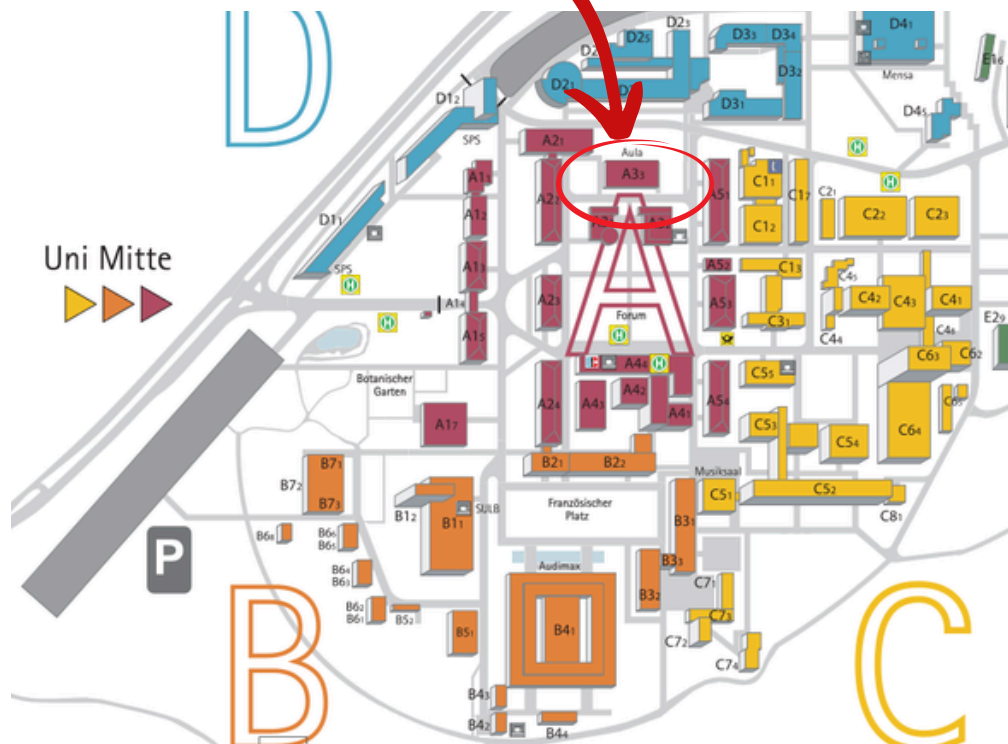 D
D2₅
D2₃
D3₃
D3₄
D4₁
E1₆
D3₂
Mensa
D2₁
D1₂
D3₁
D4₅
SPS
A2₁
Aula
A3₃
A1₁
A2₂
A5₁
C1₁
C1₇
C2₁
C2₂
C2₃
A1₂
C1₂
D1₁
Uni Mitte
SPS
A1₃
A5₂
C1₃
C4₅
A2₃
A5₃
C4₂
C4₃
C4₁
A1₄
A
H
H
H
H
H
H
Forum
C3₁
C4₄
C4₈
E2₉
A1₅
A4₄
C6₃
C6₂
Botanischer
Garten
A2₄
A4₃
A4₂
A4₁
A5₄
C5₅
C6₅
A1₇
C5₃
C5₄
C6₄
B7₁
B7₂
B7₃
B2₁
B2₂
Musiksaal
C5₁
C5₂
C8₁
B1₂
B1₁
SULB
Französischer
Platz
B3₁
P
B6₈
B6₆
B6₅
B3₃
Audimax
B6₄
B6₃
B3₂
C7₁
B6₂
B6₁
B5₂
B5₁
B4₁
C7₃
C7₂
C7₄
B
C
B4₃
B4₂
B4₄